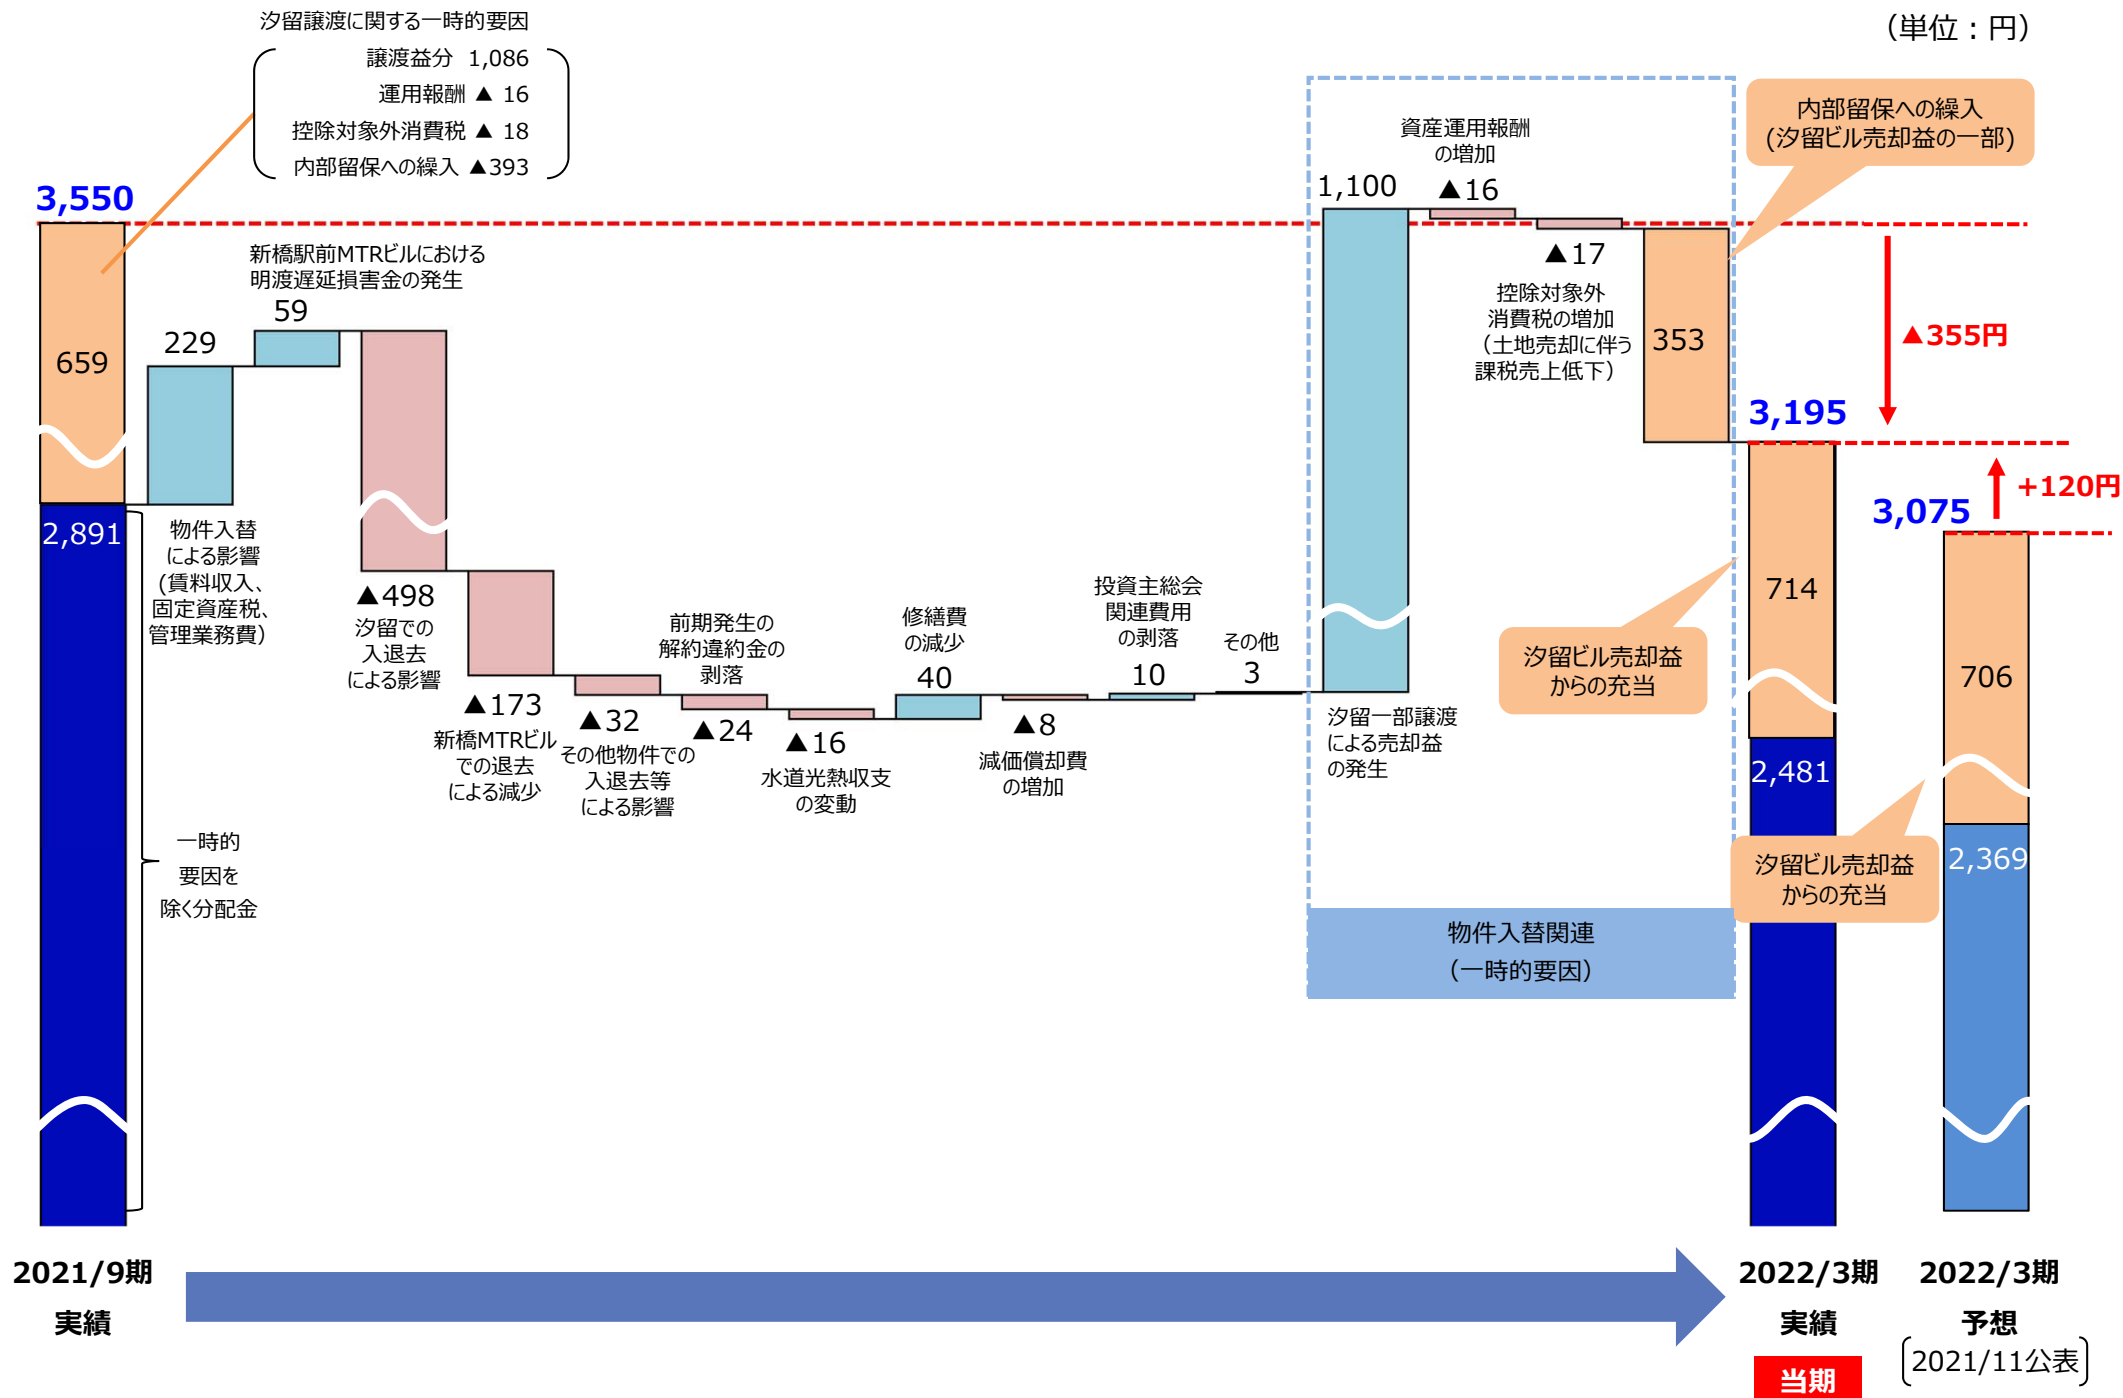 (単位：円)
汐留譲渡に関する一時的要因
譲渡益分 1,086
運用報酬 ▲ 16
控除対象外消費税 ▲ 18
内部留保への繰入 ▲393
3,550
659
2,891
一時的
要因を
除く分配金
229
物件入替
による影響
(賃料収入、
固定資産税、
管理業務費)
新橋駅前MTRビルにおける
明渡遅延損害金の発生
59
▲498
汐留での
入退去
による影響
▲173
新橋MTRビル
での退去
による減少
▲32
その他物件での
入退去等
による影響
前期発生の
解約違約金の
剥落
▲24
▲16
水道光熱収支
の変動
修繕費
の減少
40
▲8
減価償却費
の増加
投資主総会
関連費用
の剥落
10
その他
3
1,100
汐留一部譲渡
による売却益
の発生
資産運用報酬
の増加
▲16
▲17
控除対象外
消費税の増加
（土地売却に伴う
課税売上低下）
353
内部留保への繰入
(汐留ビル売却益の一部)
物件入替関連
（一時的要因）
▲355円
3,195
714
2,481
汐留ビル売却益
からの充当
+120円
3,075
706
2,369
汐留ビル売却益
からの充当
2021/9期
実績
2022/3期
実績
当期
2022/3期
予想
2021/11公表